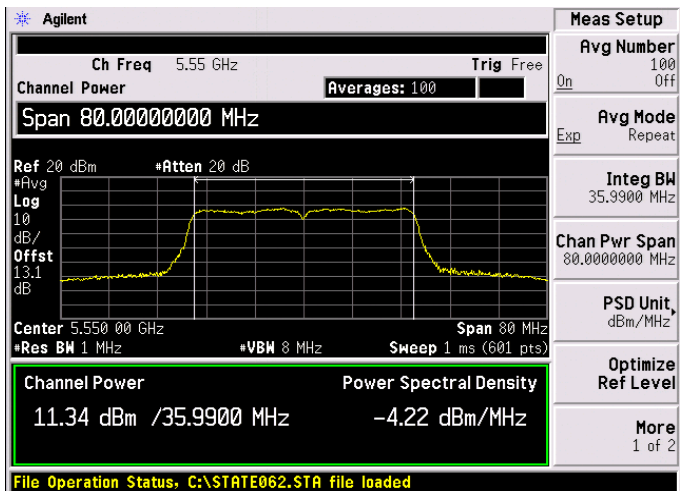 Agilent
Ch Freq 5.55 GHz Trig Free
Channel Power Averages: 100
Span 80.00000000 MHz
Ref 20 dBm #Atten 20 dB
#Avg
Log
10
dB/
Offst
13.1
dB
Center 5.550 00 GHz Span 80 MHz
#Res BW 1 MHz #VBW 8 MHz Sweep 1 ms (601 pts)
Channel Power Power Spectral Density
11.34 dBm /35.9900 MHz -4.22 dBm/MHz
File Operation Status, C:\STATE062.STA file loaded
Meas Setup
Avg Number
100
On Off
Avg Mode
Exp Repeat
Integ BW
35.9900 MHz
Chan Pwr Span
80.0000000 MHz
PSD Unit
dBm/MHz
Optimize
Ref Level
More
1 of 2